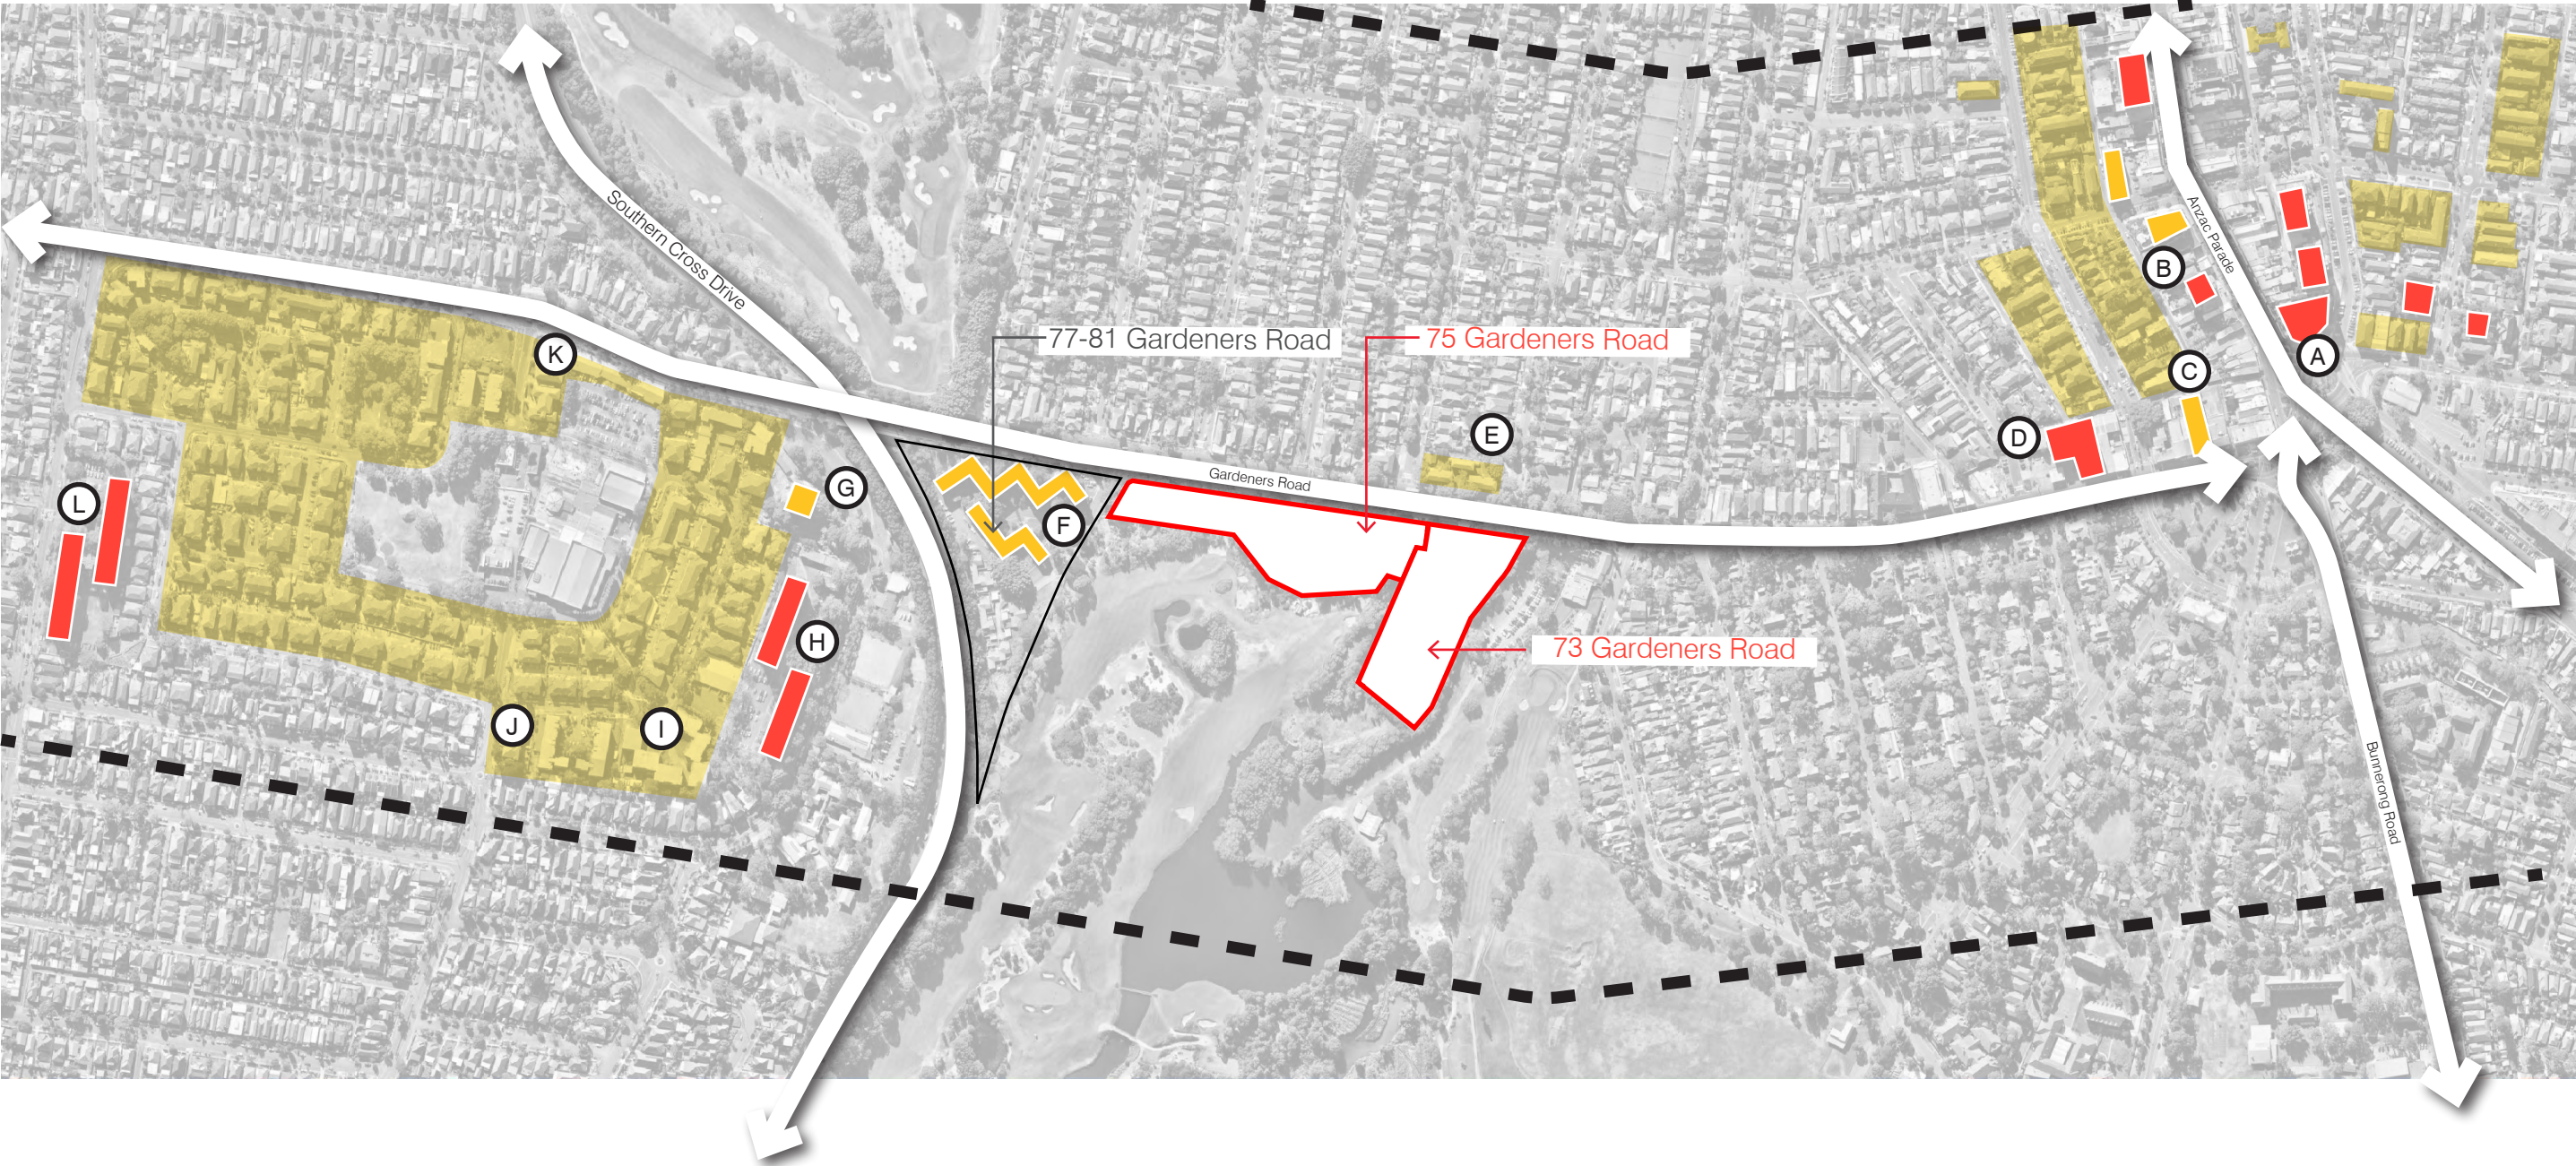 Southern Cross Drive
Anzac Parade
B
77-81 Gardeners Road
75 Gardeners Road
K
A
C
E
D
Gardeners Road
G
L
F
H
73 Gardeners Road
J
I
Bunnerong Road